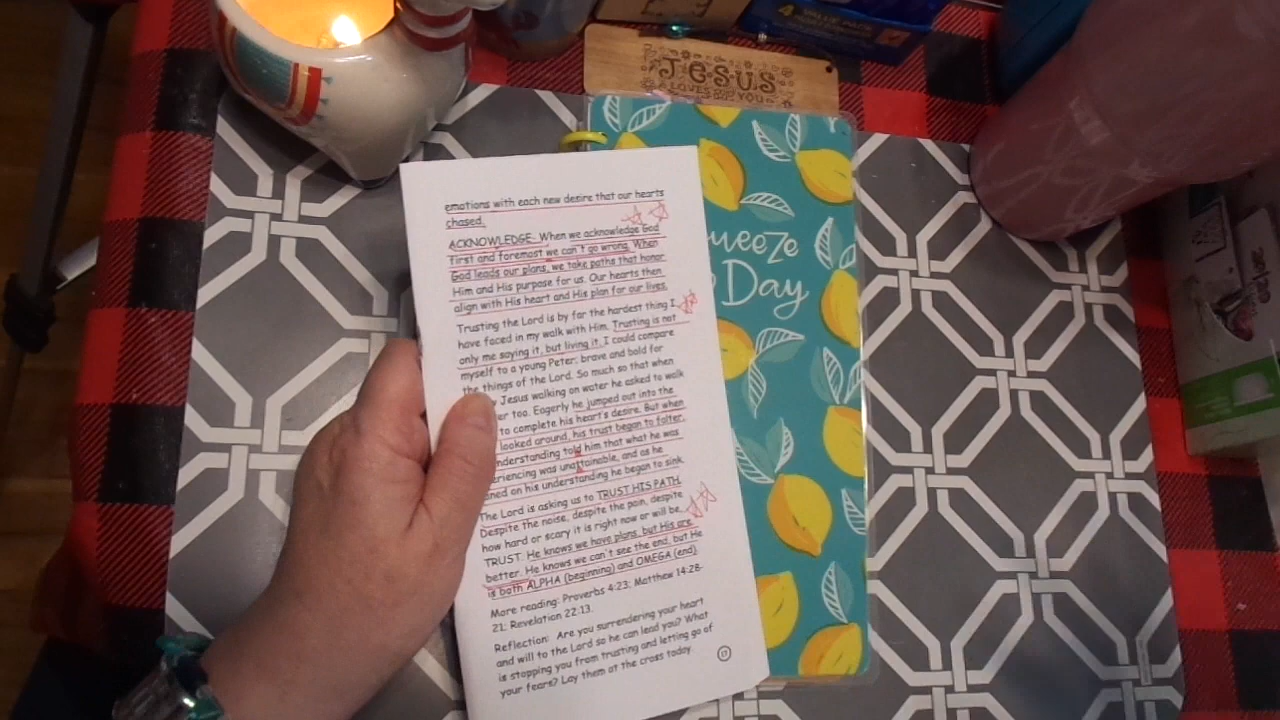 VALUE PACK
JESUS
LOVES YOU
ueeze
Day
emotions with each new desire that our hearts
chased.
ACKNOWLEDGE: When we acknowledge God
first and foremost we can't go wrong. When
God leads our plans, we take paths that honor
Him and His purpose for us. Our hearts then
align with His heart and His plan for our lives.
Trusting the Lord is by far the hardest thing I
have faced in my walk with Him. Trusting is not
only me saying it, but living it. I could compare
myself to a young Peter; brave and bold for
the things of the Lord. So much so that when
Jesus walking on water he asked to walk
er too. Eagerly he jumped out into the
to complete his heart's desire. But when
looked around, his trust began to falter,
nderstanding told him that what he was
eriencing was unattainable, and as he
ned on his understanding he began to sink.
The Lord is asking us to TRUST HIS PATH.
Despite the noise, despite the pain, despite
how hard or scary it is right now or will be.
TRUST. He knows we have plans, but His are
better. He knows we can't see the end, but He
is both ALPHA (beginning) and OMEGA (end).
More reading: Proverbs 4:23; Matthew 14:28-
21; Revelation 22:13.
Reflection: Are you surrendering your heart
and will to the Lord so he can lead you? What
is stopping you from trusting and letting go of
your fears? Lay them at the cross today
17